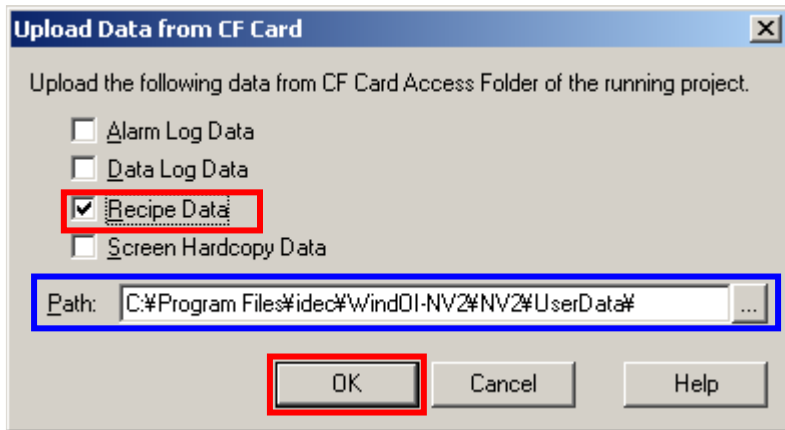 Upload Data from CF Card
Upload the following data from CF Card Access Folder of the running project.
Alarm Log Data
Data Log Data
Recipe Data
Screen Hardcopy Data
Path: C:¥Program Files¥idec¥WindOI-NV2¥NV2¥UserData¥ ...
OK Cancel Help